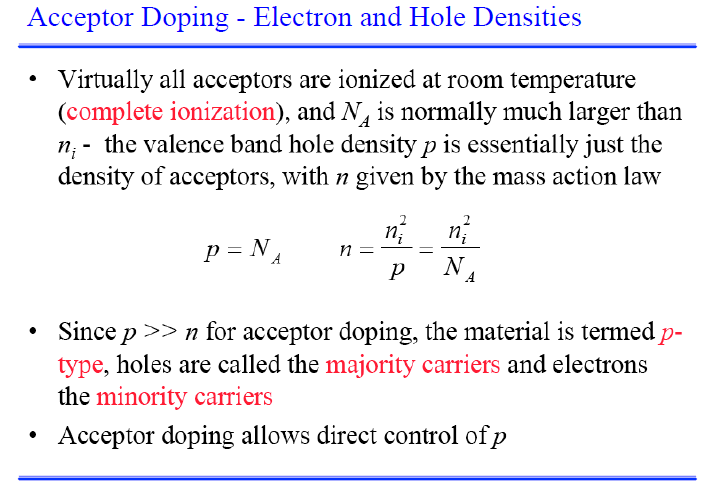 Acceptor Doping - Electron and Hole Densities
• Virtually all acceptors are ionized at room temperature
(complete ionization), and N_A is normally much larger than
n_i - the valence band hole density p is essentially just the
density of acceptors, with n given by the mass action law
p = N_A    n = n_i^2 / p = n_i^2 / N_A
• Since p >> n for acceptor doping, the material is termed p-
type, holes are called the majority carriers and electrons
the minority carriers
• Acceptor doping allows direct control of p